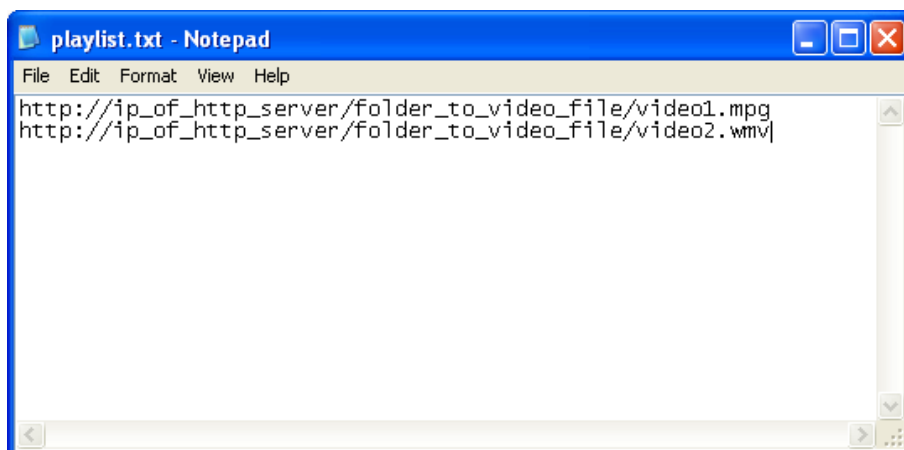 playlist.txt - Notepad
File Edit Format View Help
http://ip_of_http_server/folder_to_video_file/video1.mpg
http://ip_of_http_server/folder_to_video_file/video2.wmv